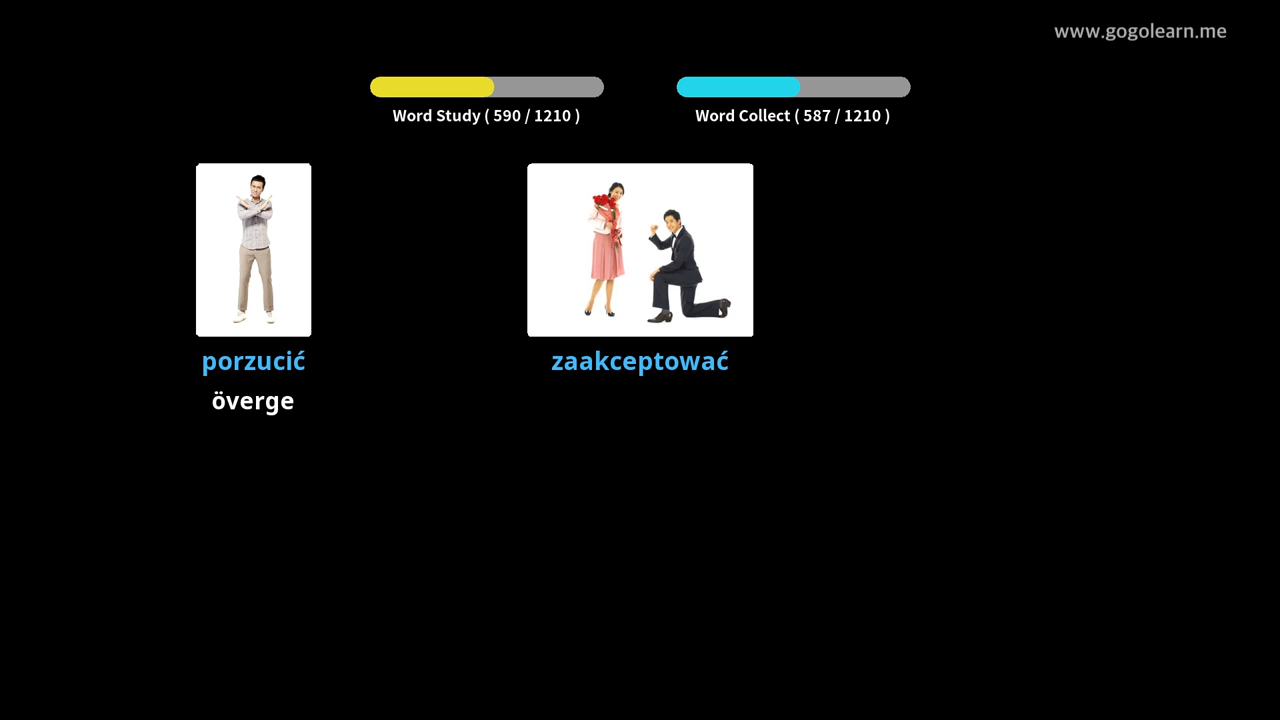 www.gogolearn.me
Word Study ( 590 / 1210 )
Word Collect ( 587 / 1210 )
porzucić
överge
zaakceptować